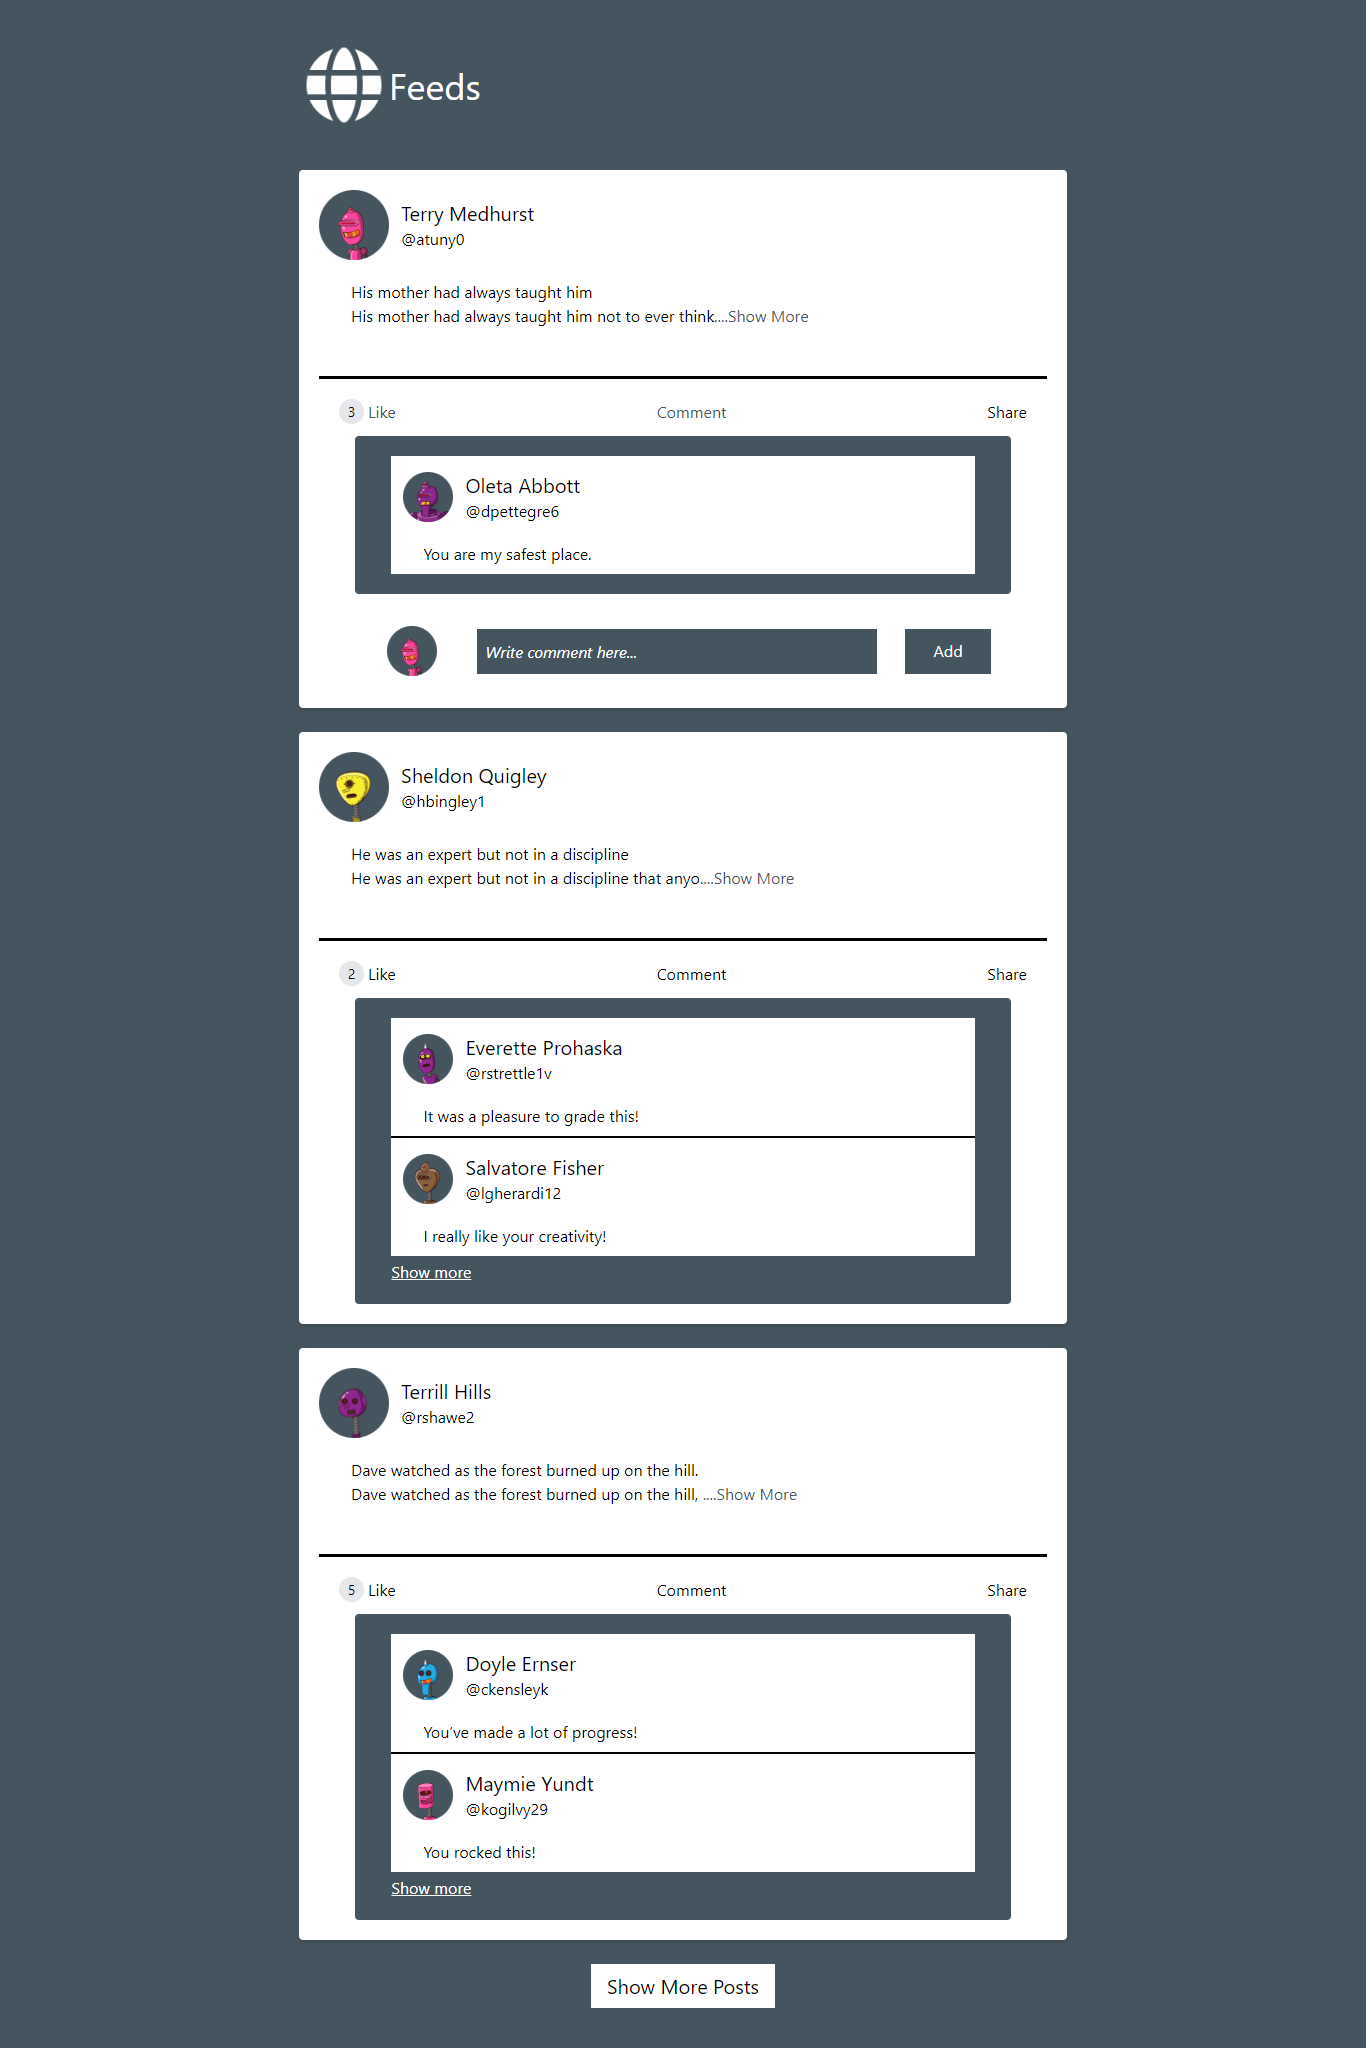 Feeds
Terry Medhurst
@atuny0
His mother had always taught him
His mother had always taught him not to ever think....Show More
3 Like Comment Share
Oleta Abbott
@dpettegre6
You are my safest place.
Write comment here... Add
Sheldon Quigley
@hbingley1
He was an expert but not in a discipline
He was an expert but not in a discipline that anyo....Show More
2 Like Comment Share
Everette Prohaska
@rstrettle1v
It was a pleasure to grade this!
Salvatore Fisher
@lgherardi12
I really like your creativity!
Show more
Terrill Hills
@rshawe2
Dave watched as the forest burned up on the hill.
Dave watched as the forest burned up on the hill, ....Show More
5 Like Comment Share
Doyle Ernser
@ckensleyk
You've made a lot of progress!
Maymie Yundt
@kogilvy29
You rocked this!
Show more
Show More Posts